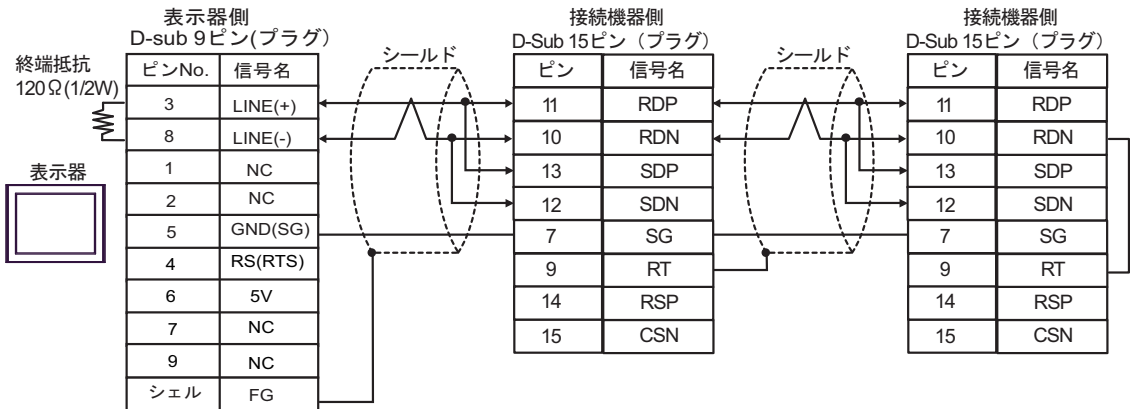 表示器側
D-sub 9ピン(プラグ)
終端抵抗
120Ω(1/2W)
表示器
ピンNo. 信号名
3 LINE(+)
8 LINE(-)
1 NC
2 NC
5 GND(SG)
4 RS(RTS)
6 5V
7 NC
9 NC
シェル FG
シールド
接続機器側
D-Sub 15ピン（プラグ）
ピン 信号名
11 RDP
10 RDN
13 SDP
12 SDN
7 SG
9 RT
14 RSP
15 CSN
シールド
接続機器側
D-Sub 15ピン（プラグ）
ピン 信号名
11 RDP
10 RDN
13 SDP
12 SDN
7 SG
9 RT
14 RSP
15 CSN